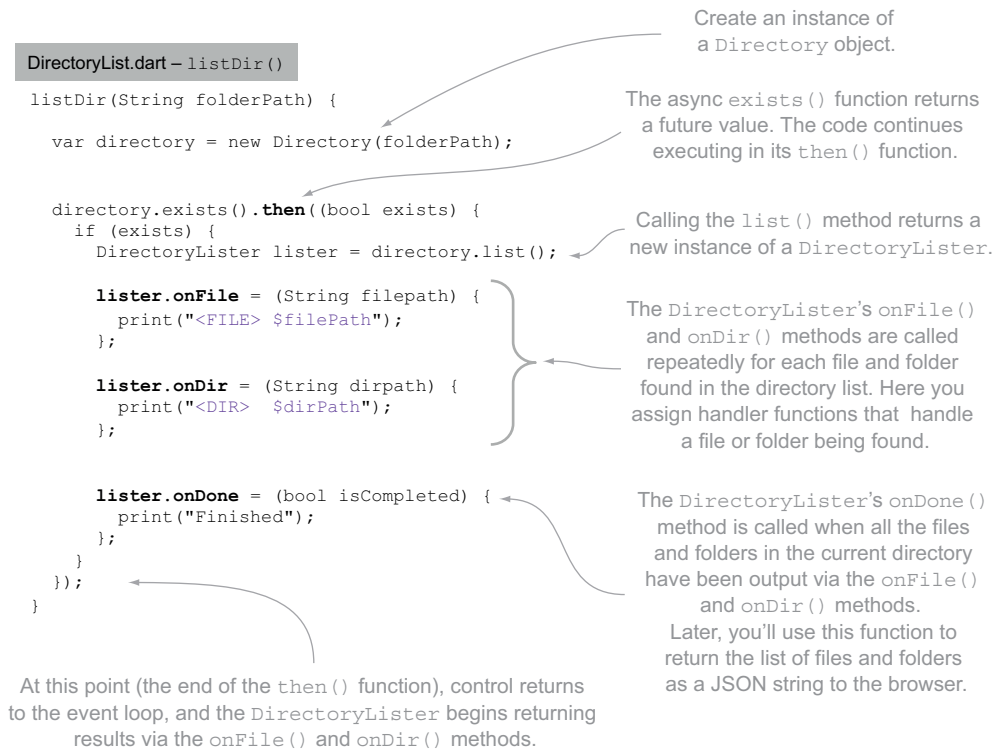 Create an instance of
a Directory object.
DirectoryList.dart – listDir()
listDir(String folderPath) {
var directory = new Directory(folderPath);
The async exists() function returns
a future value. The code continues
executing in its then() function.
directory.exists().then((bool exists) {
if (exists) {
DirectoryLister lister = directory.list();
Calling the list() method returns a
new instance of a DirectoryLister.
lister.onFile = (String filepath) {
print("<FILE> $filePath");
};
lister.onDir = (String dirpath) {
print("<DIR>  $dirPath");
};
The DirectoryLister's onFile()
and onDir() methods are called
repeatedly for each file and folder
found in the directory list. Here you
assign handler functions that handle
a file or folder being found.
lister.onDone = (bool isCompleted) {
print("Finished");
};
}
});
}
The DirectoryLister's onDone()
method is called when all the files
and folders in the current directory
have been output via the onFile()
and onDir() methods.
Later, you'll use this function to
return the list of files and folders
as a JSON string to the browser.
At this point (the end of the then() function), control returns
to the event loop, and the DirectoryLister begins returning
results via the onFile() and onDir() methods.